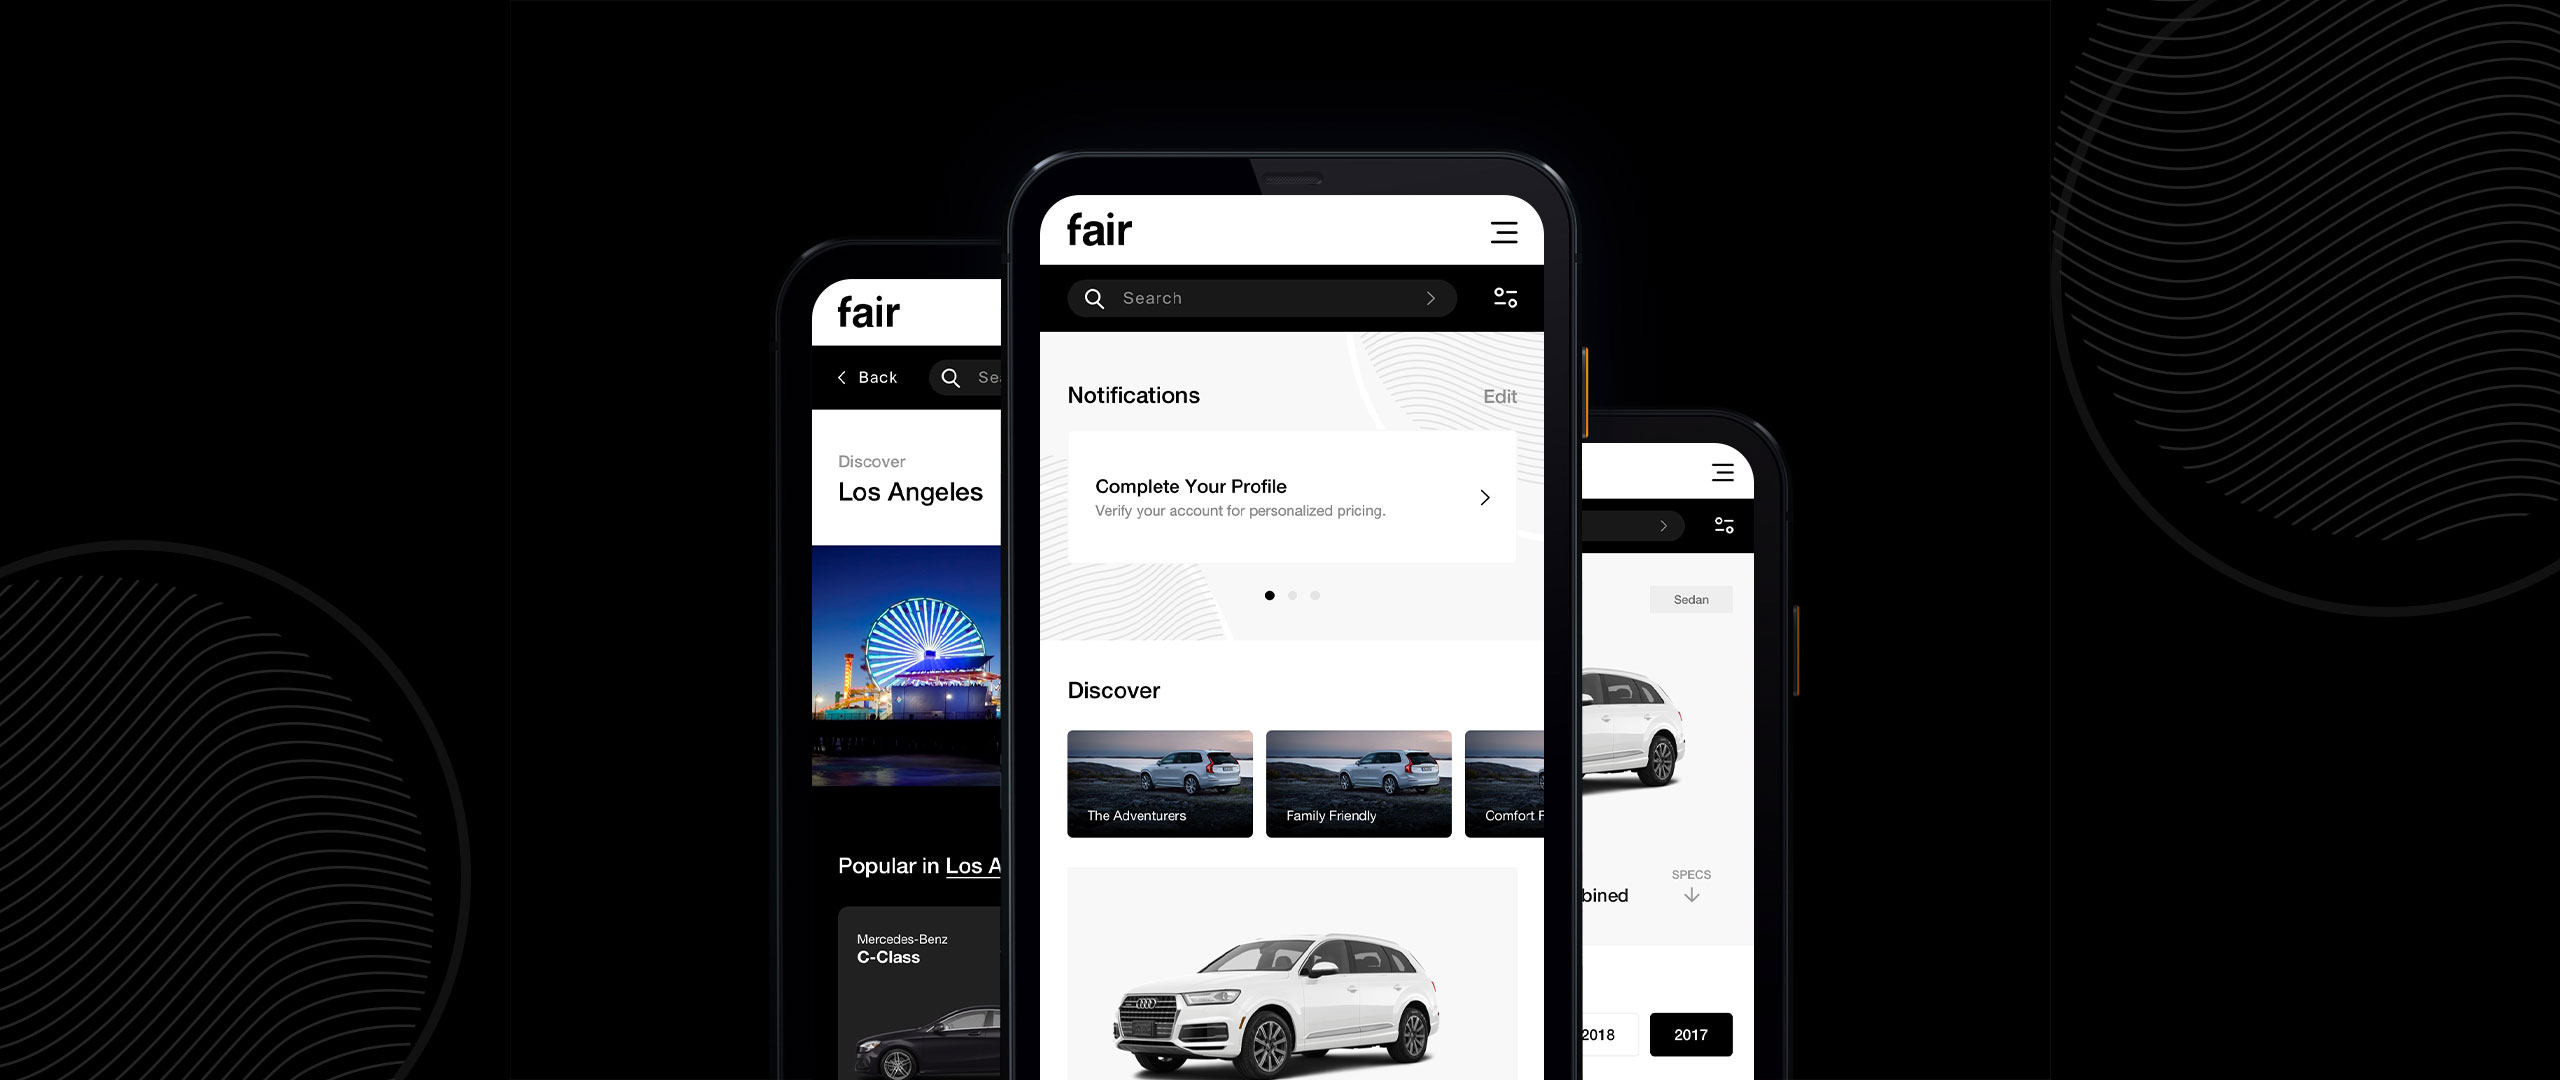 fair
Back
Sea
Discover
Los Angeles
Popular in Los A
Mercedes-Benz
C-Class
fair
Search
Notifications
Edit
Complete Your Profile
Verify your account for personalized pricing.
Discover
The Adventurers
Family Friendly
Comfort F
Sedan
bined
SPECS
2018
2017